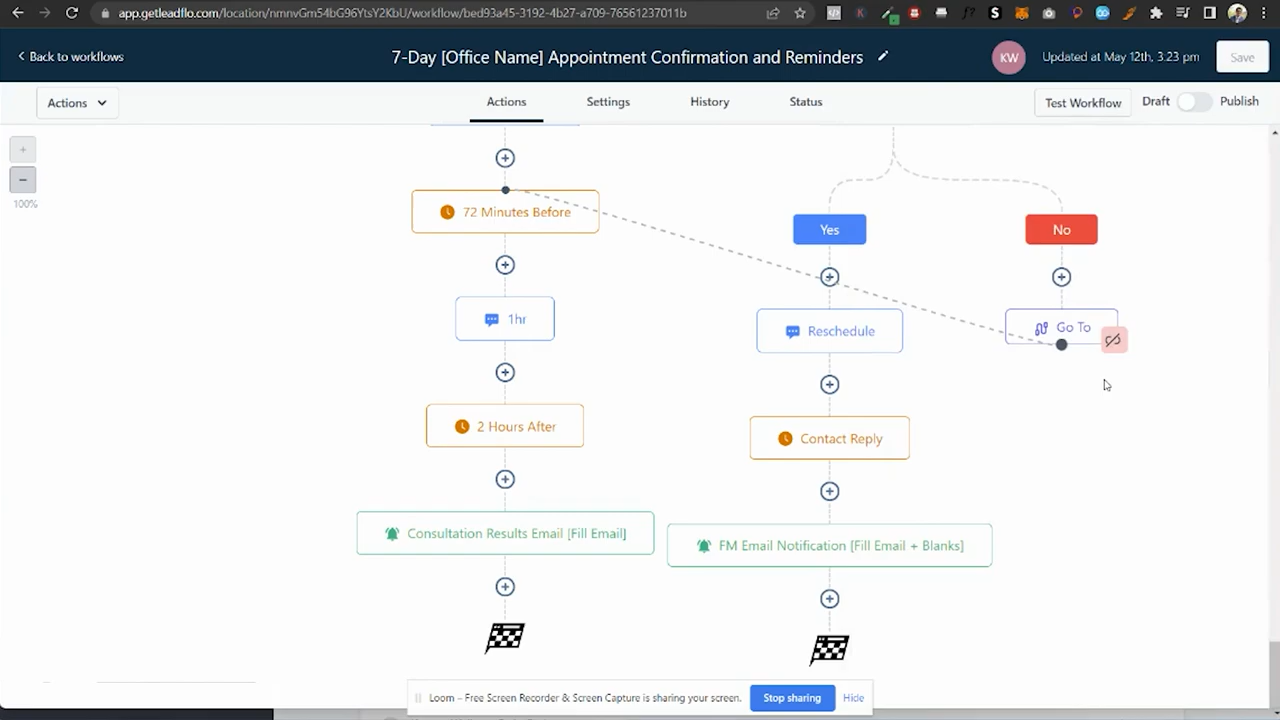 app.getleadflo.com/location/nmnvGm54bG96YtsY2KbU/workflow/bed93a45-3192-4b27-a709-76561237011b
Back to workflows
7-Day [Office Name] Appointment Confirmation and Reminders
KW
Updated at May 12th, 3:23 pm
Save
Actions
Actions
Settings
History
Status
Test Workflow
Draft
Publish
100%
72 Minutes Before
Yes
No
1hr
Reschedule
Go To
2 Hours After
Contact Reply
Consultation Results Email [Fill Email]
FM Email Notification [Fill Email + Blanks]
Loom – Free Screen Recorder & Screen Capture is sharing your screen.
Stop sharing
Hide